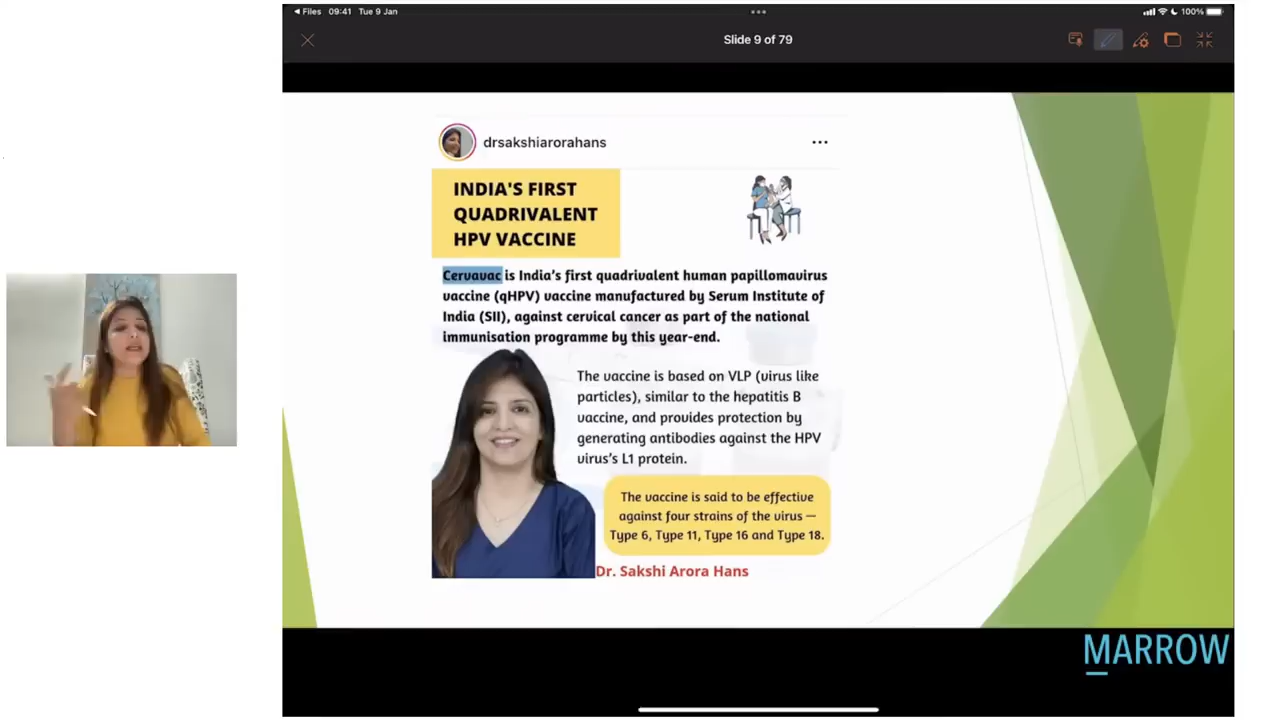 Files 09:41 Tue 9 Jan
100%
Slide 9 of 79
drsakshiarorahans
INDIA'S FIRST
QUADRIVALENT
HPV VACCINE
Cervavac is India's first quadrivalent human papillomavirus
vaccine (qHPV) vaccine manufactured by Serum Institute of
India (SII), against cervical cancer as part of the national
immunisation programme by this year-end.
The vaccine is based on VLP (virus like
particles), similar to the hepatitis B
vaccine, and provides protection by
generating antibodies against the HPV
virus's L1 protein.
The vaccine is said to be effective
against four strains of the virus —
Type 6, Type 11, Type 16 and Type 18.
Dr. Sakshi Arora Hans
MARROW